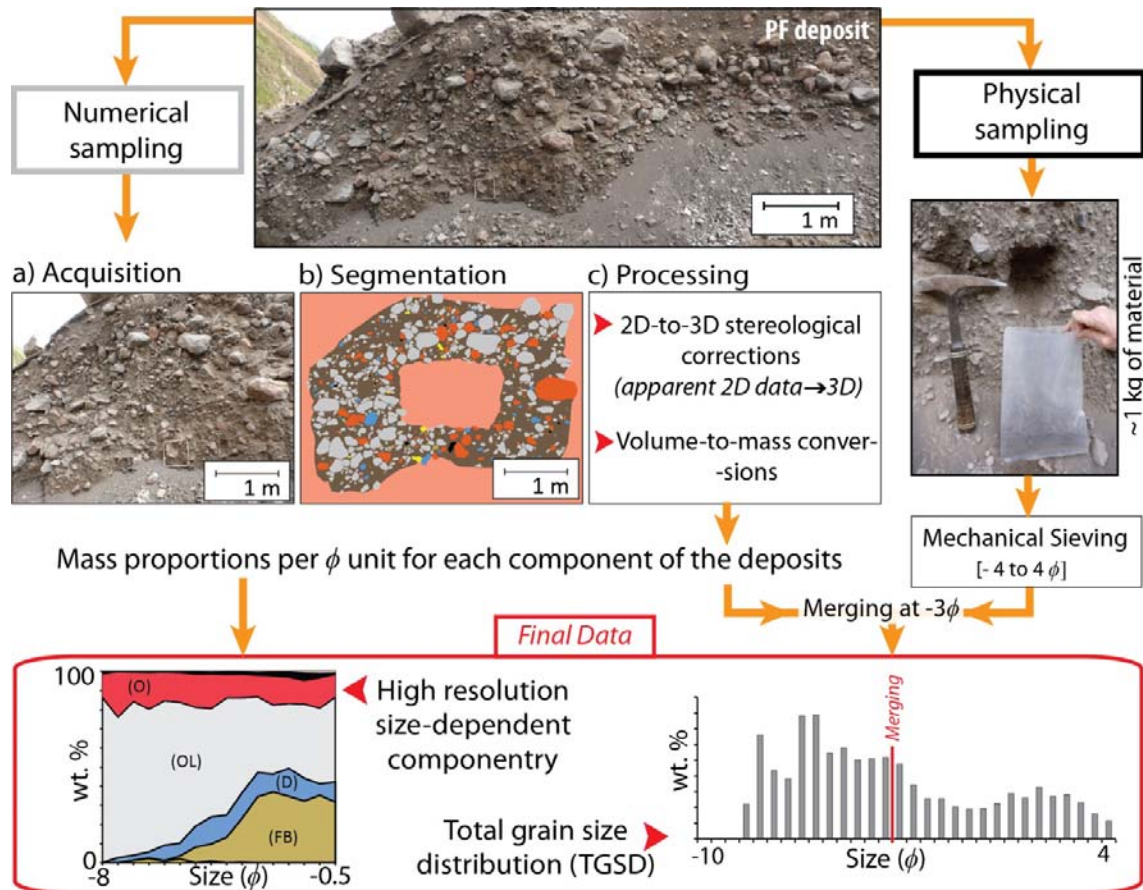 PF deposit
Numerical
sampling
Physical
sampling
1 m
a) Acquisition
b) Segmentation
c) Processing
1 m
1 m
2D-to-3D stereological
corrections
(apparent 2D data→3D)
Volume-to-mass conver-
-sions
~1 kg of material
Mechanical Sieving
[- 4 to 4 ϕ]
Mass proportions per ϕ unit for each component of the deposits
Merging at -3ϕ
Final Data
100
wt. %
0
(O)
(OL)
(D)
(FB)
-8
Size (ϕ)
-0.5
High resolution
size-dependent
componentry
Total grain size
distribution (TGSD)
wt. %
Merging
-10
Size (ϕ)
4